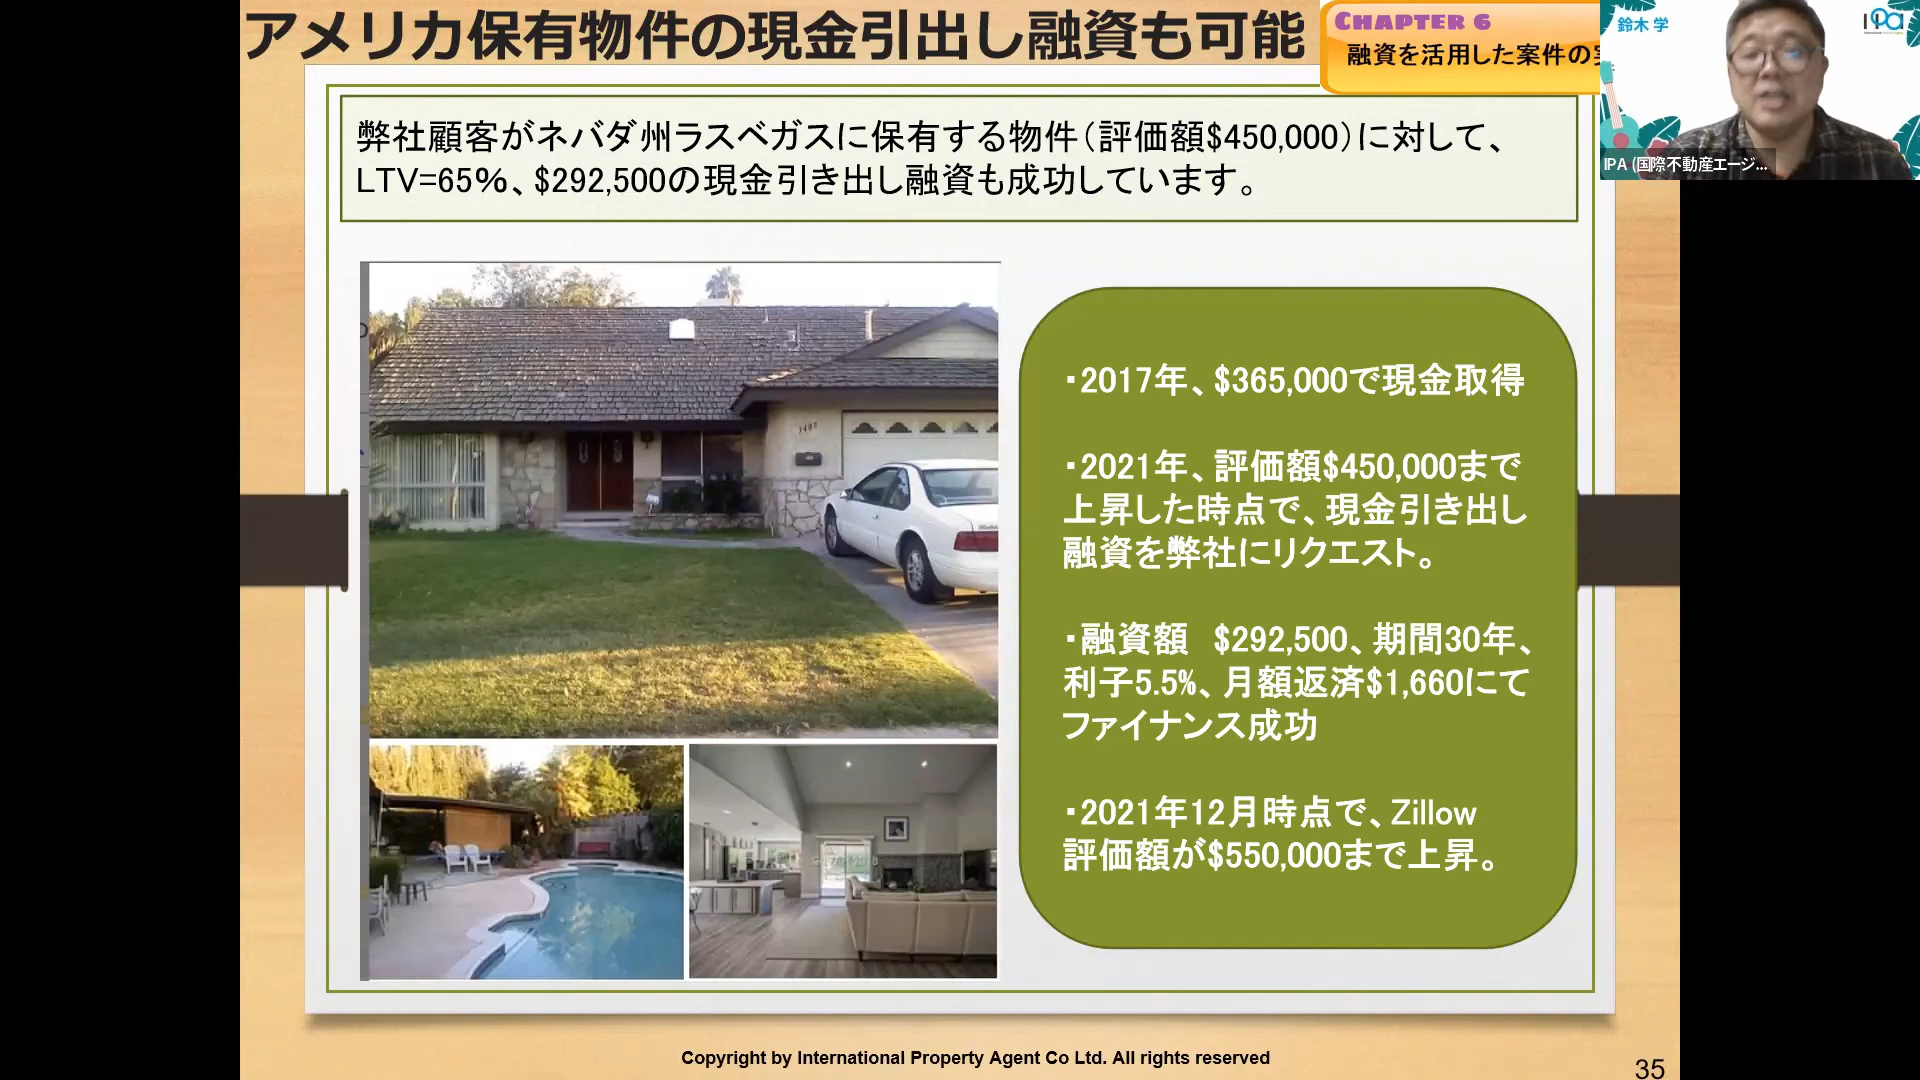 アメリカ保有物件の現金引出し融資も可能
CHAPTER 6
融資を活用した案件の
鈴木 学
IPA
IPA (国際不動産エージ...
弊社顧客がネバダ州ラスベガスに保有する物件（評価額$450,000）に対して、
LTV=65%、$292,500の現金引き出し融資も成功しています。
・2017年、$365,000で現金取得
・2021年、評価額$450,000まで
上昇した時点で、現金引き出し
融資を弊社にリクエスト。
・融資額　$292,500、期間30年、
利子5.5%、月額返済$1,660にて
ファイナンス成功
・2021年12月時点で、Zillow
評価額が$550,000まで上昇。
Copyright by International Property Agent Co Ltd. All rights reserved
35